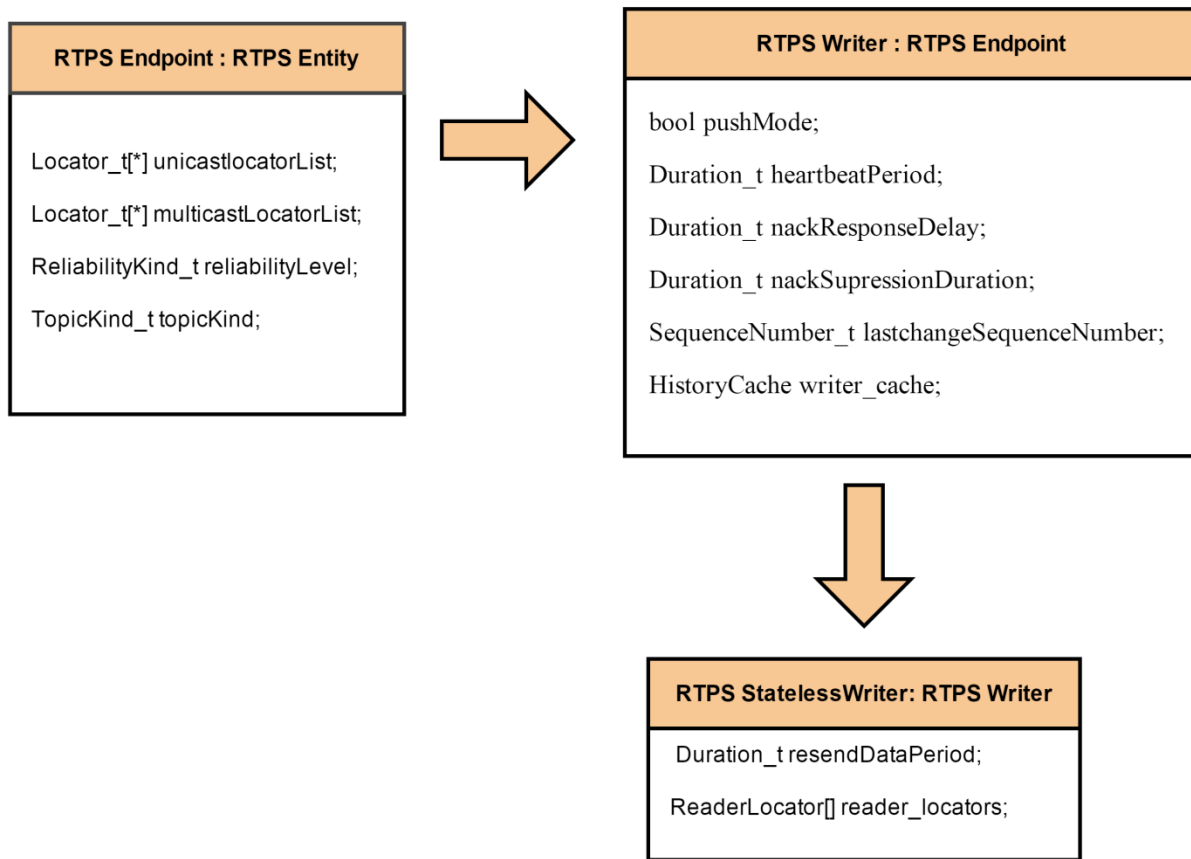 RTPS Endpoint : RTPS Entity
Locator_t[*] unicastlocatorList;
Locator_t[*] multicastLocatorList;
ReliabilityKind_t reliabilityLevel;
TopicKind_t topicKind;
RTPS Writer : RTPS Endpoint
bool pushMode;
Duration_t heartbeatPeriod;
Duration_t nackResponseDelay;
Duration_t nackSupressionDuration;
SequenceNumber_t lastchangeSequenceNumber;
HistoryCache writer_cache;
RTPS StatelessWriter: RTPS Writer
Duration_t resendDataPeriod;
ReaderLocator[] reader_locators;